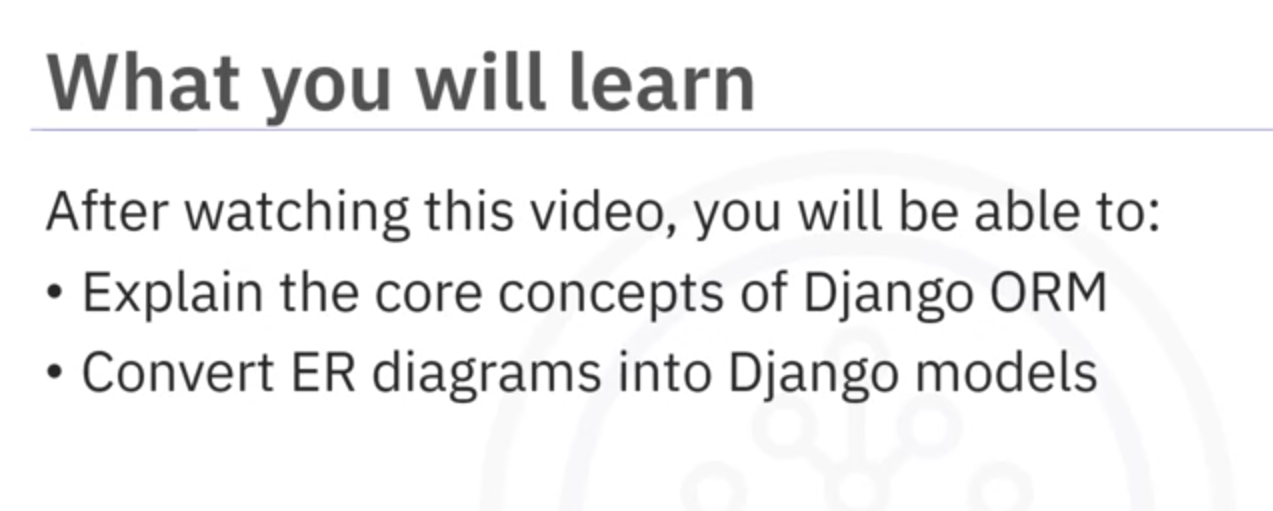 What you will learn
After watching this video, you will be able to:
• Explain the core concepts of Django ORM
• Convert ER diagrams into Django models